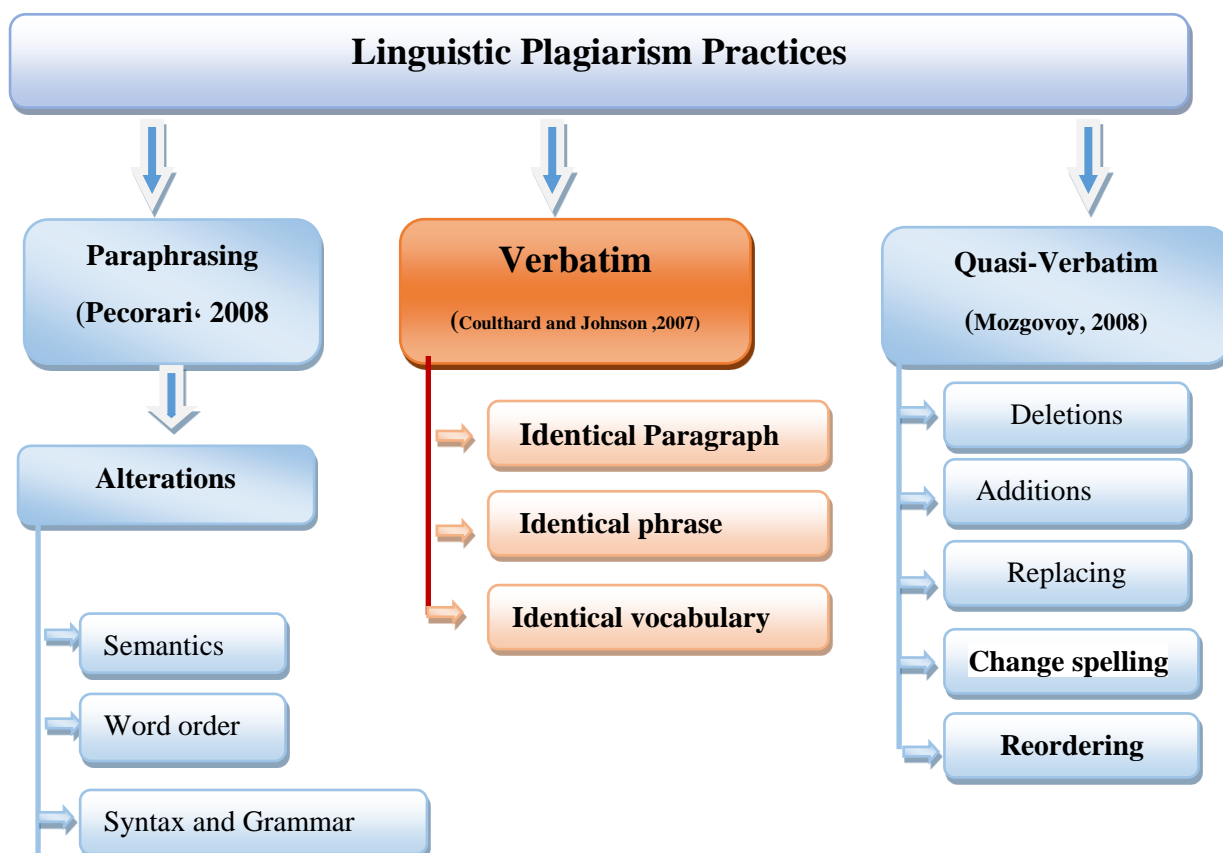 Linguistic Plagiarism Practices
Paraphrasing
(Pecorari، 2008
Alterations
Semantics
Word order
Syntax and Grammar
Verbatim
(Coulthard and Johnson ,2007)
Identical Paragraph
Identical phrase
Identical vocabulary
Quasi-Verbatim
(Mozgovoy, 2008)
Deletions
Additions
Replacing
Change spelling
Reordering